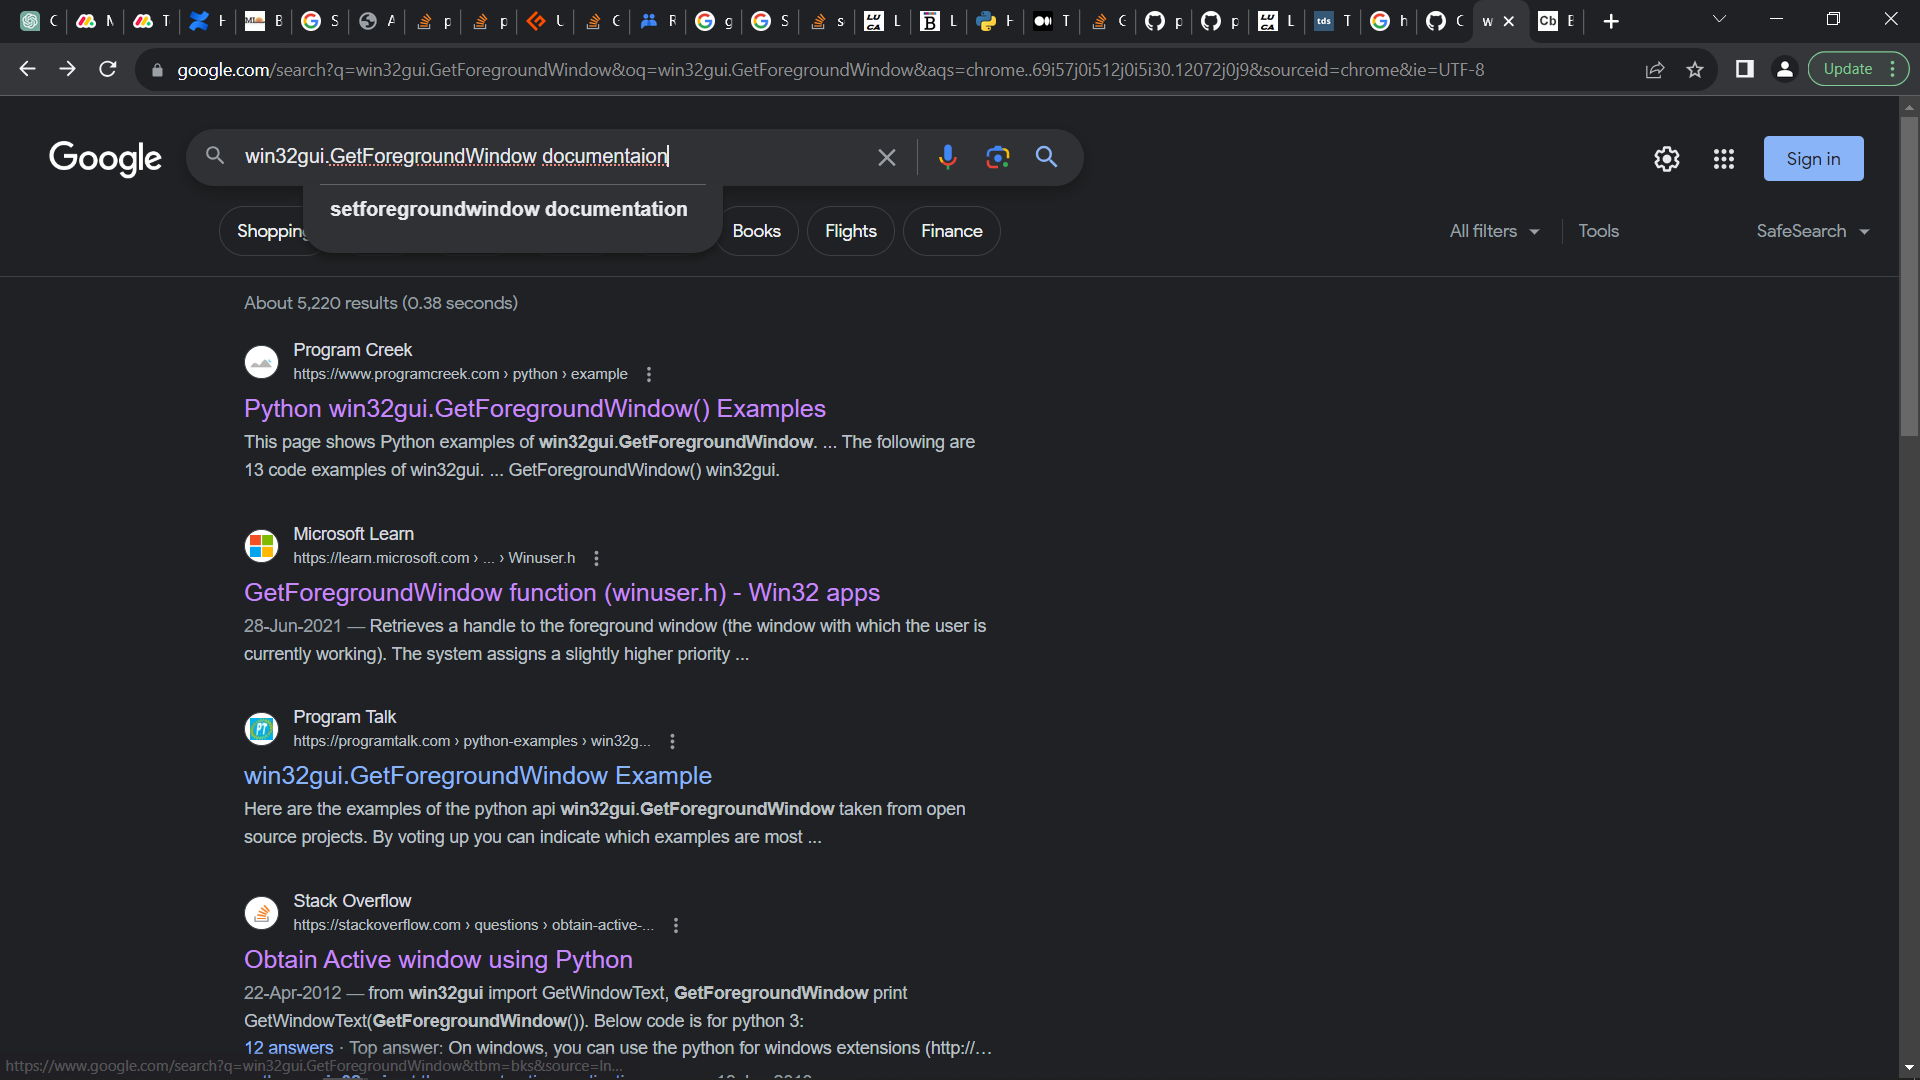 google.com/search?q=win32gui.GetForegroundWindow&oq=win32gui.GetForegroundWindow&aqs=chrome..69i57j0i512j0i5i30.12072j0j9&sourceid=chrome&ie=UTF-8
Update
Google
win32gui.GetForegroundWindow documentaion
Sign in
setforegroundwindow documentation
Shopping
Books
Flights
Finance
All filters
Tools
SafeSearch
About 5,220 results (0.38 seconds)
Program Creek
https://www.programcreek.com › python › example
Python win32gui.GetForegroundWindow() Examples
This page shows Python examples of win32gui.GetForegroundWindow. ... The following are
13 code examples of win32gui. ... GetForegroundWindow() win32gui.
Microsoft Learn
https://learn.microsoft.com › ... › Winuser.h
GetForegroundWindow function (winuser.h) - Win32 apps
28-Jun-2021 — Retrieves a handle to the foreground window (the window with which the user is
currently working). The system assigns a slightly higher priority ...
Program Talk
https://programtalk.com › python-examples › win32g...
win32gui.GetForegroundWindow Example
Here are the examples of the python api win32gui.GetForegroundWindow taken from open
source projects. By voting up you can indicate which examples are most ...
Stack Overflow
https://stackoverflow.com › questions › obtain-active-...
Obtain Active window using Python
22-Apr-2012 — from win32gui import GetWindowText, GetForegroundWindow print
GetWindowText(GetForegroundWindow()). Below code is for python 3:
12 answers · Top answer: On windows, you can use the python for windows extensions (http://...
https://www.google.com/search?q=win32gui.GetForegroundWindow&tbm=bks&source=ln...